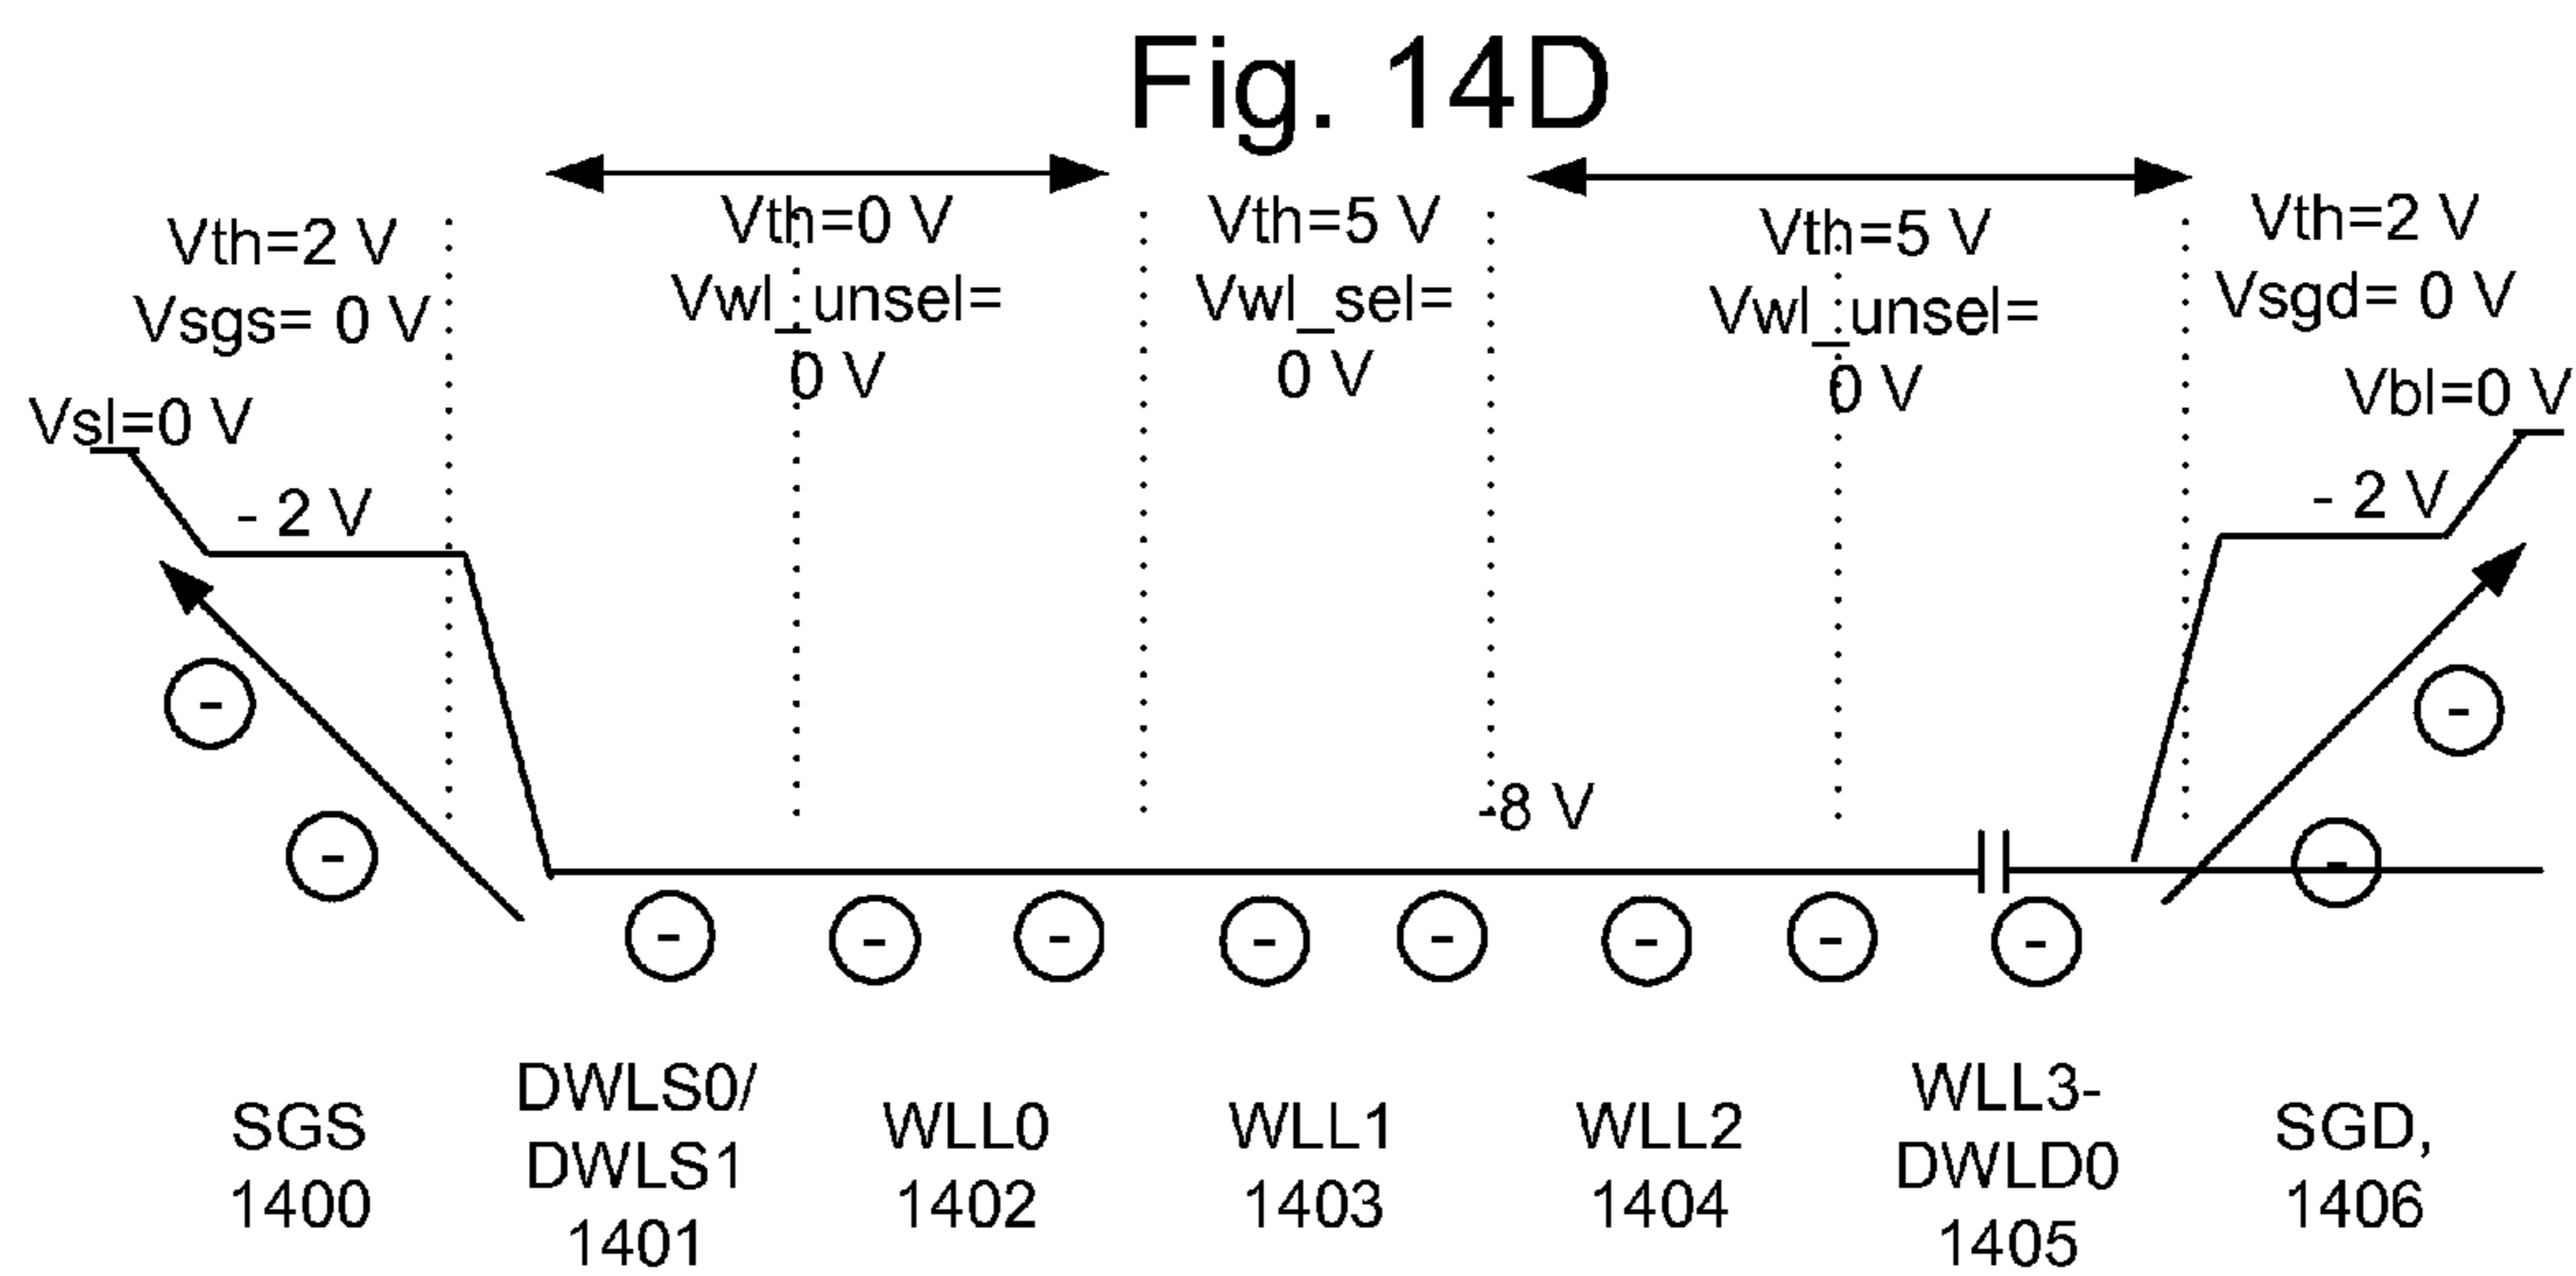 Fig. 14D
Vth=2 V
Vsgs= 0 V
Vsl=0 V
- 2 V
Vth=0 V
Vwl_unsel=
0 V
Vth=5 V
Vwl_sel=
0 V
Vth=5 V
Vwl_unsel=
0 V
Vth=2 V
Vsgd= 0 V
Vbl=0 V
- 2 V
-8 V
- - - - - - - - - - - -
SGS
1400
DWLS0/
DWLS1
1401
WLL0
1402
WLL1
1403
WLL2
1404
WLL3-
DWLD0
1405
SGD,
1406